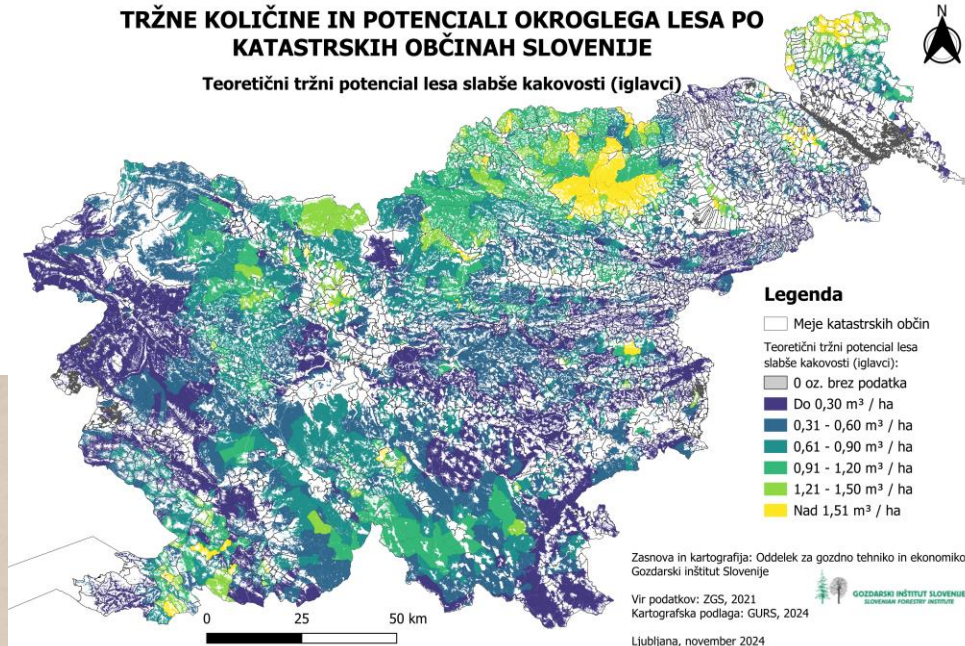 TRŽNE KOLIČINE IN POTENCIALI OKROGLEGA LESA PO
KATASTRSKIH OBČINAH SLOVENIJE
Teoretični tržni potencial lesa slabše kakovosti (iglavci)
N
Legenda
Meje katastrskih občin
Teoretični tržni potencial lesa
slabše kakovosti (iglavci):
0 oz. brez podatka
Do 0,30 m³ / ha
0,31 - 0,60 m³ / ha
0,61 - 0,90 m³ / ha
0,91 - 1,20 m³ / ha
1,21 - 1,50 m³ / ha
Nad 1,51 m³ / ha
Zasnova in kartografija: Oddelek za gozdno tehniko in ekonomiko
Gozdarski inštitut Slovenije
Vir podatkov: ZGS, 2021
Kartografska podlaga: GURS, 2024
GOZDARSKI INŠTITUT SLOVENIJE
SLOVENIAN FORESTRY INSTITUTE
Ljubljana, november 2024
0 25 50 km